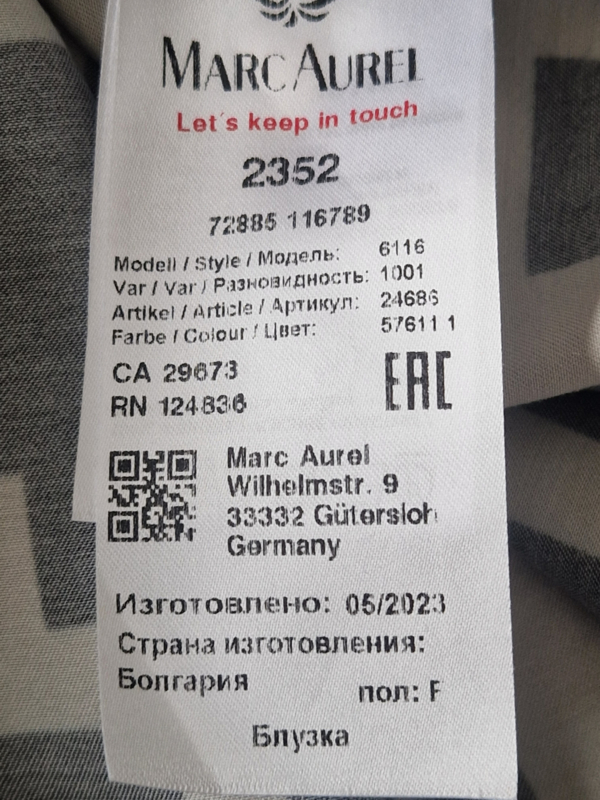 MARC AUREL
Let's keep in touch
2352
72885 116789
Modell / Style / Модель: 6116
Var / Var / Разновидность: 1001
Artikel / Article / Артикул: 24686
Farbe / Colour / Цвет: 57611 1
CA 29673
RN 124836
EAC
Marc Aurel
Wilhelmstr. 9
33332 Gütersloh
Germany
Изготовлено: 05/2023
Страна изготовления:
Болгария
пол: F
Блузка